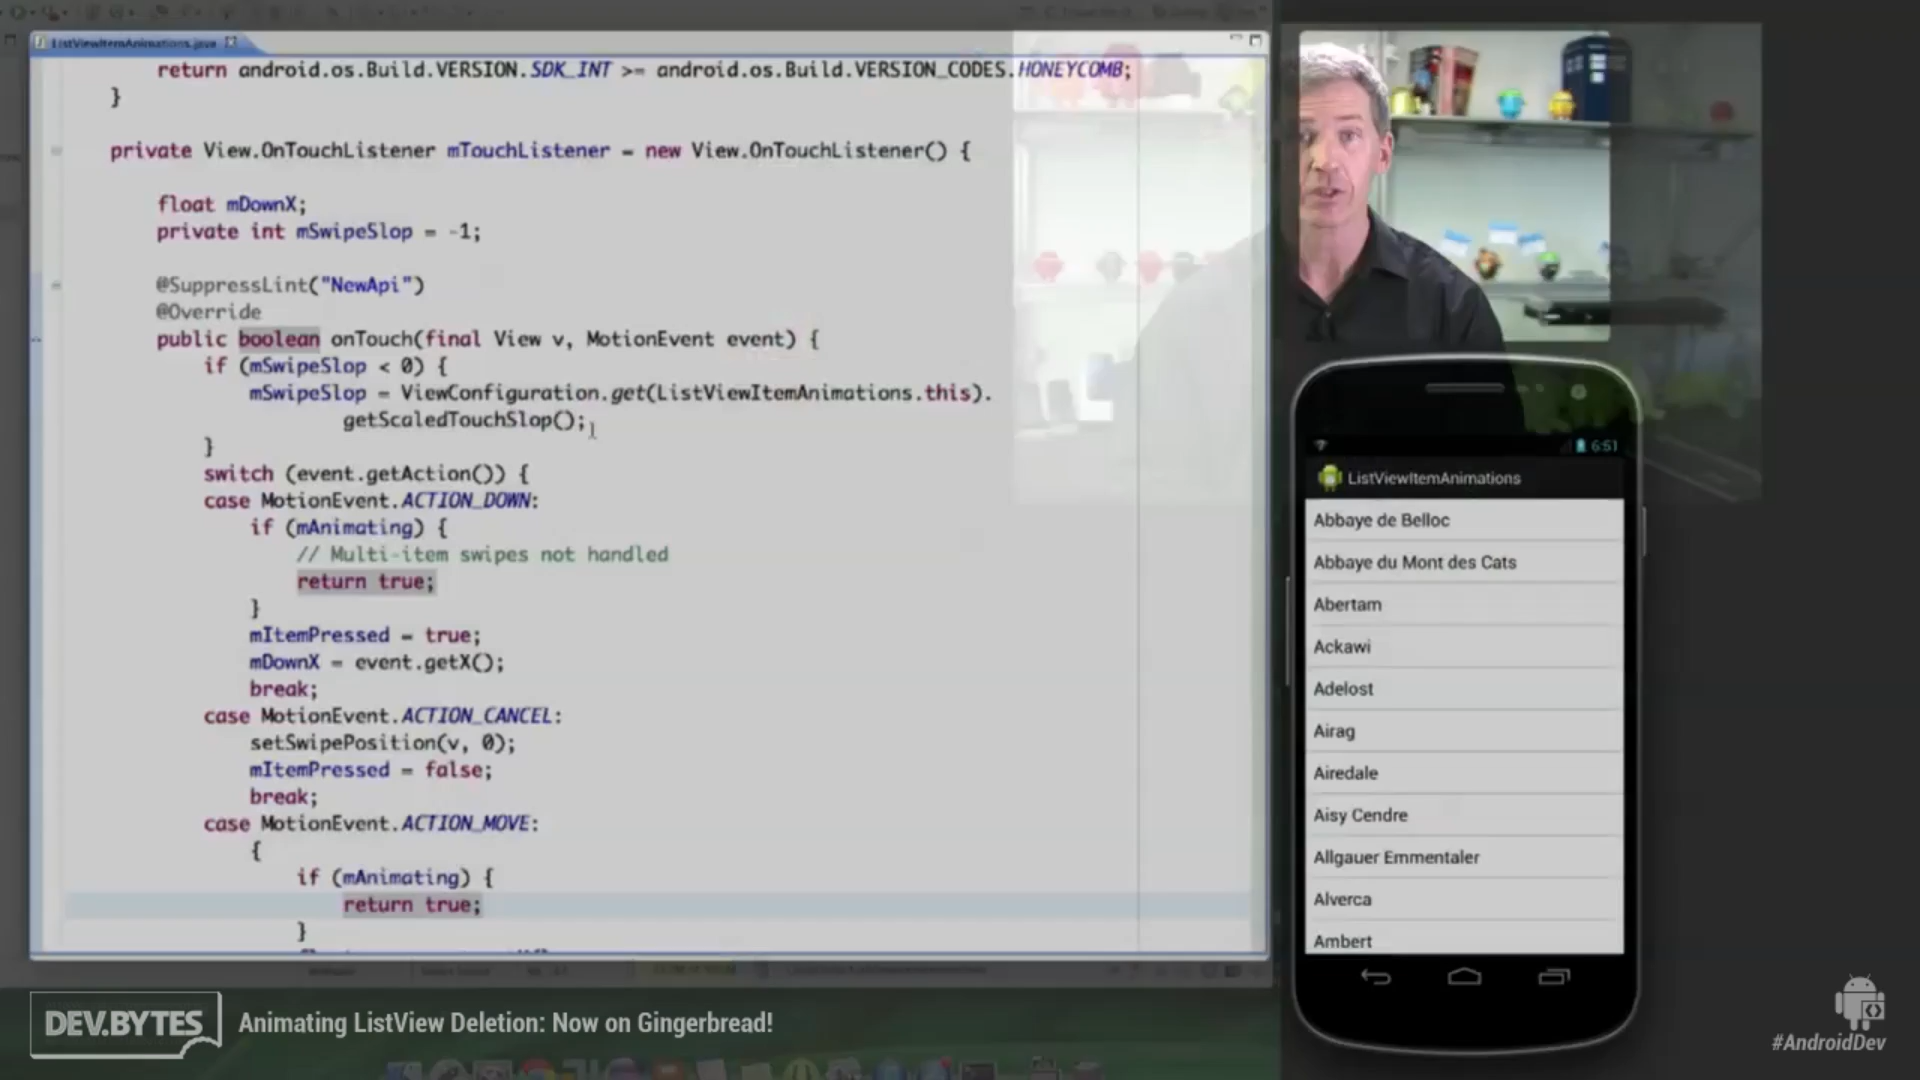 ListViewItemAnimations.java
return android.os.Build.VERSION.SDK_INT >= android.os.Build.VERSION_CODES.HONEYCOMB;
}
private View.OnTouchListener mTouchListener = new View.OnTouchListener() {
float mDownX;
private int mSwipeSlop = -1;
@SuppressLint("NewApi")
@Override
public boolean onTouch(final View v, MotionEvent event) {
if (mSwipeSlop < 0) {
mSwipeSlop = ViewConfiguration.get(ListViewItemAnimations.this).
getScaledTouchSlop();
}
switch (event.getAction()) {
case MotionEvent.ACTION_DOWN:
if (mAnimating) {
// Multi-item swipes not handled
return true;
}
mItemPressed = true;
mDownX = event.getX();
break;
case MotionEvent.ACTION_CANCEL:
setSwipePosition(v, 0);
mItemPressed = false;
break;
case MotionEvent.ACTION_MOVE:
{
if (mAnimating) {
return true;
}
6:51
ListViewItemAnimations
Abbaye de Belloc
Abbaye du Mont des Cats
Abertam
Ackawi
Adelost
Airag
Airedale
Aisy Cendre
Allgauer Emmentaler
Alverca
Ambert
DEV.BYTES
Animating ListView Deletion: Now on Gingerbread!
#AndroidDev